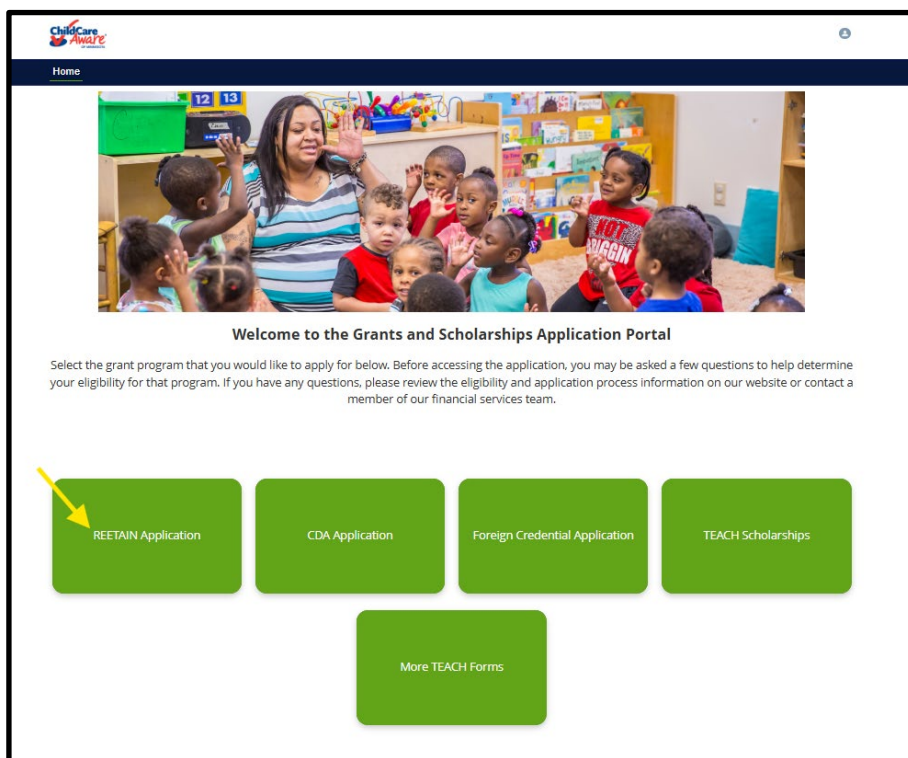 ChildCare
Aware
OF MINNESOTA
Home
12 13
HOT
DRIGGIN
Welcome to the Grants and Scholarships Application Portal
Select the grant program that you would like to apply for below. Before accessing the application, you may be asked a few questions to help determine
your eligibility for that program. If you have any questions, please review the eligibility and application process information on our website or contact a
member of our financial services team.
REETAIN Application
CDA Application
Foreign Credential Application
TEACH Scholarships
More TEACH Forms